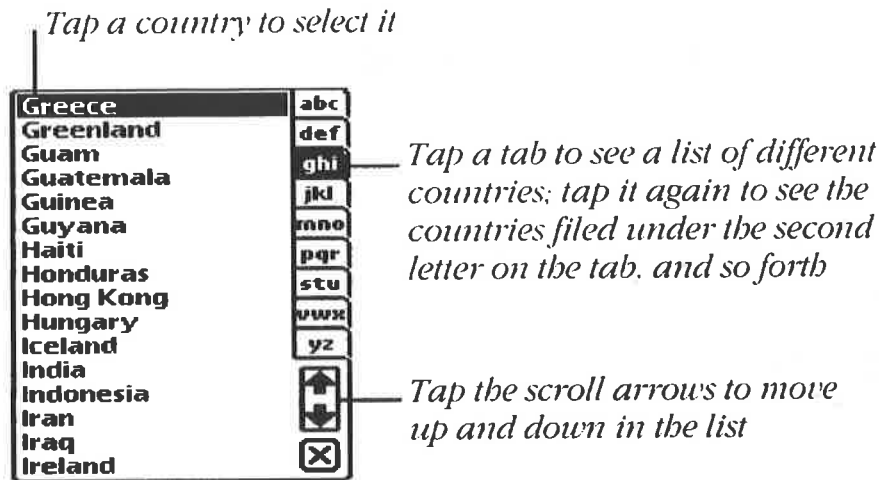 Tap a country to select it
Greece
Greenland
Guam
Guatemala
Guinea
Guyana
Haiti
Honduras
Hong Kong
Hungary
Iceland
India
Indonesia
Iran
Iraq
Ireland
abc
def
ghi
jkl
mno
pqr
stu
vwx
yz
Tap a tab to see a list of different
countries; tap it again to see the
countries filed under the second
letter on the tab, and so forth
Tap the scroll arrows to move
up and down in the list